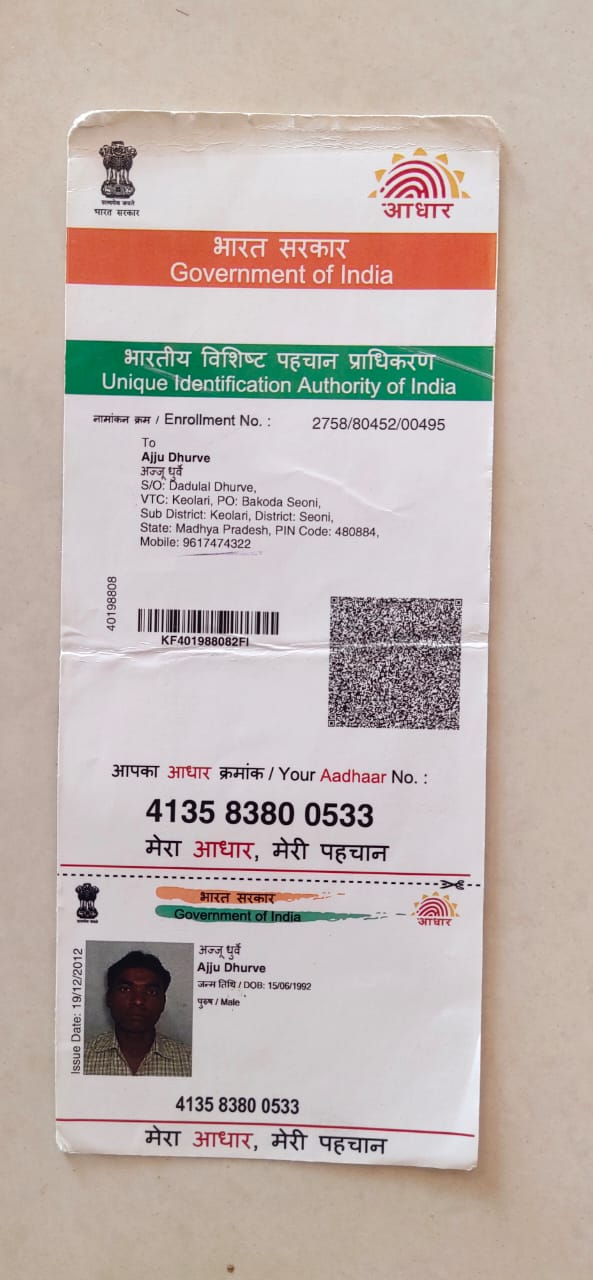 सत्यमेव जयते
भारत सरकार
आधार
भारत सरकार
Government of India
भारतीय विशिष्ट पहचान प्राधिकरण
Unique Identification Authority of India
नामांकन क्रम / Enrollment No. : 2758/80452/00495
To
Ajju Dhurve
अज्जू धुर्वे
S/O: Dadulal Dhurve,
VTC: Keolari, PO: Bakoda Seoni,
Sub District: Keolari, District: Seoni,
State: Madhya Pradesh, PIN Code: 480884,
Mobile: 9617474322
40198808
KF401988082FI
आपका आधार क्रमांक / Your Aadhaar No. :
4135 8380 0533
मेरा आधार, मेरी पहचान
भारत सरकार
Government of India
आधार
Issue Date: 19/12/2012
अज्जू धुर्वे
Ajju Dhurve
जन्म तिथि / DOB: 15/06/1992
पुरुष / Male
4135 8380 0533
मेरा आधार, मेरी पहचान